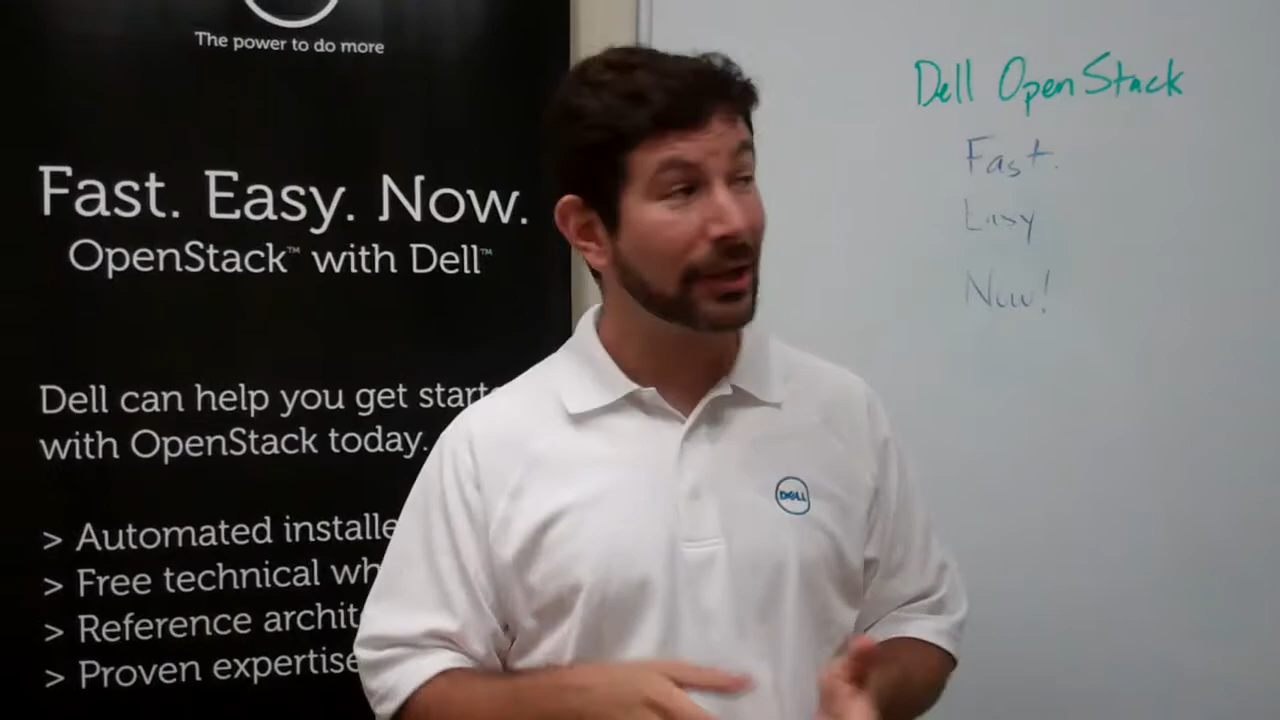 The power to do more
Fast. Easy. Now.
OpenStack™ with Dell™
Dell can help you get start
with OpenStack today.
> Automated installe
> Free technical wh
> Reference archit
> Proven expertise
Dell OpenStack
Fast.
Easy
Now!
DELL